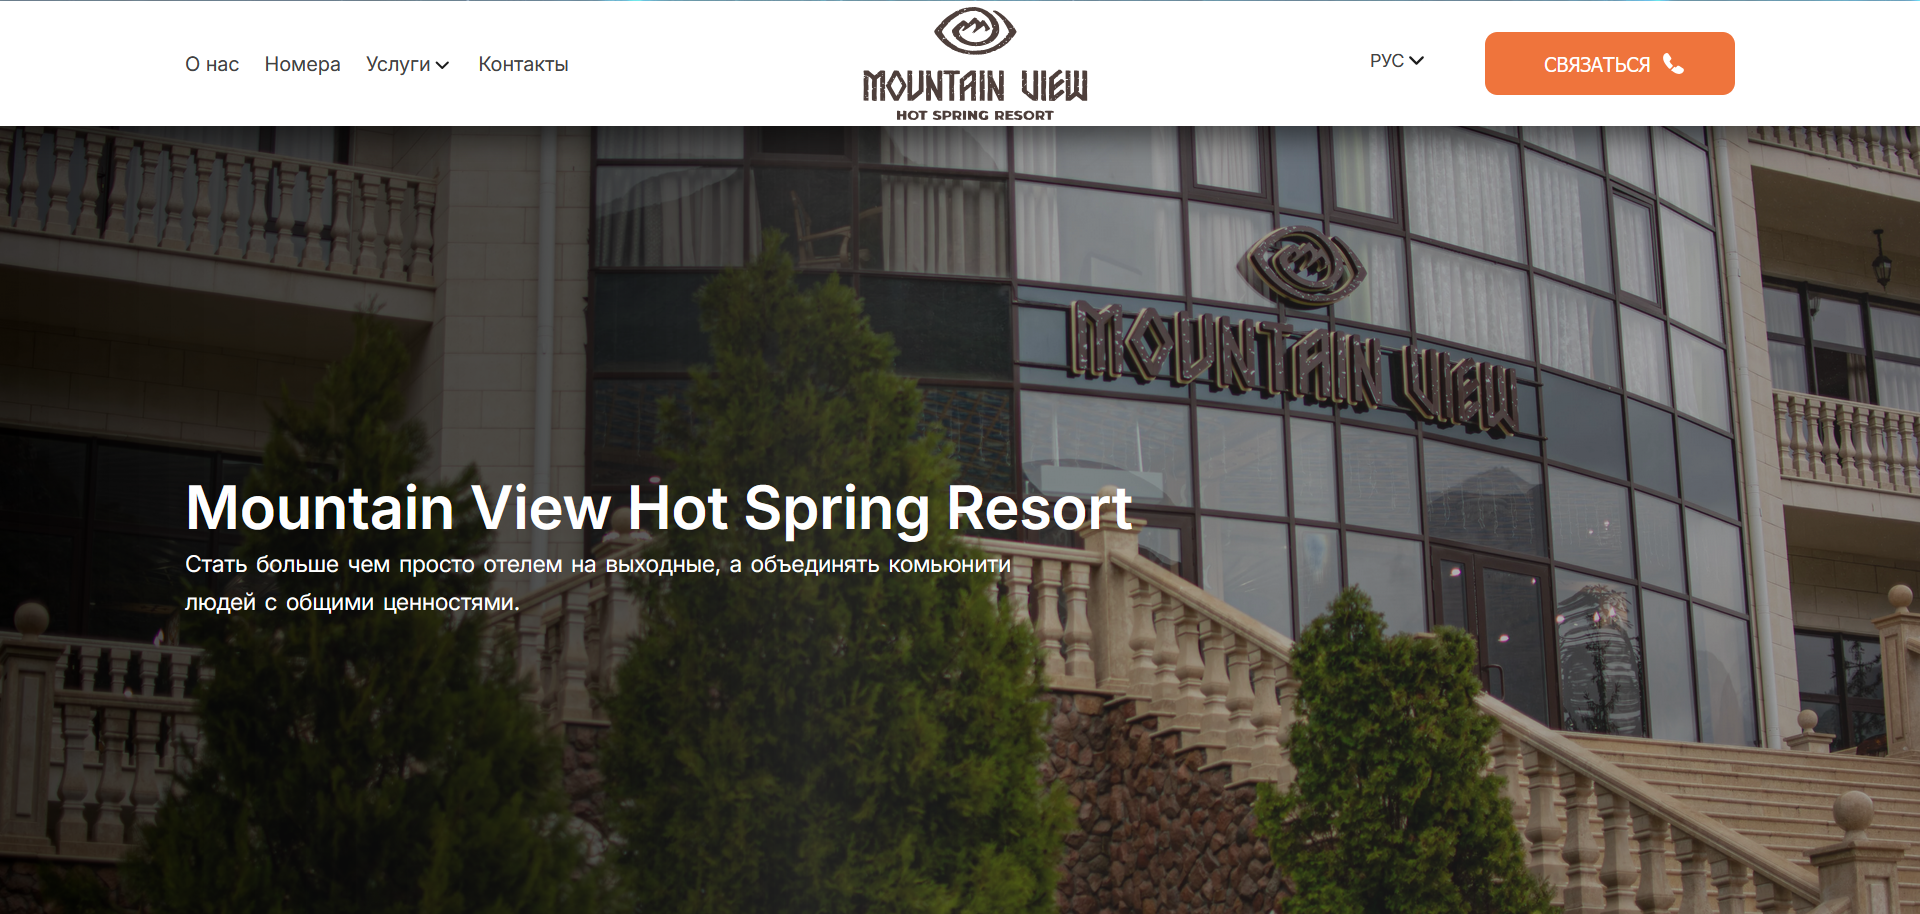 О нас
Номера
Услуги
Контакты
MOUNTAIN VIEW
HOT SPRING RESORT
РУС
СВЯЗАТЬСЯ
MOUNTAIN VIEW
Mountain View Hot Spring Resort
Стать больше чем просто отелем на выходные, а объединять комьюнити
людей с общими ценностями.